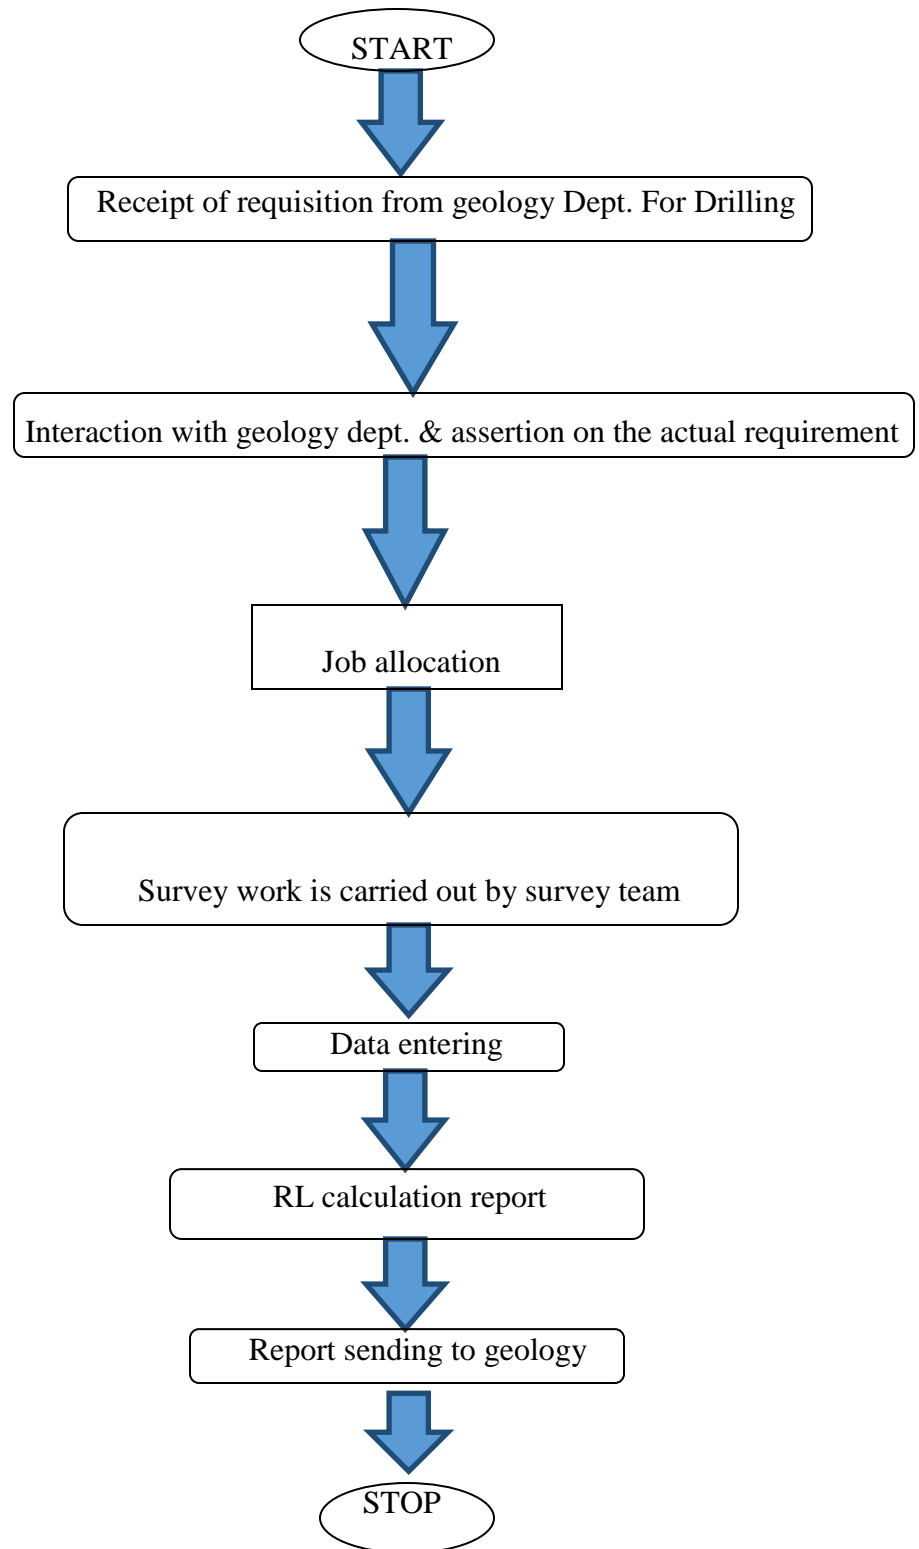 START
Receipt of requisition from geology Dept. For Drilling
Interaction with geology dept. & assertion on the actual requirement
Job allocation
Survey work is carried out by survey team
Data entering
RL calculation report
Report sending to geology
STOP